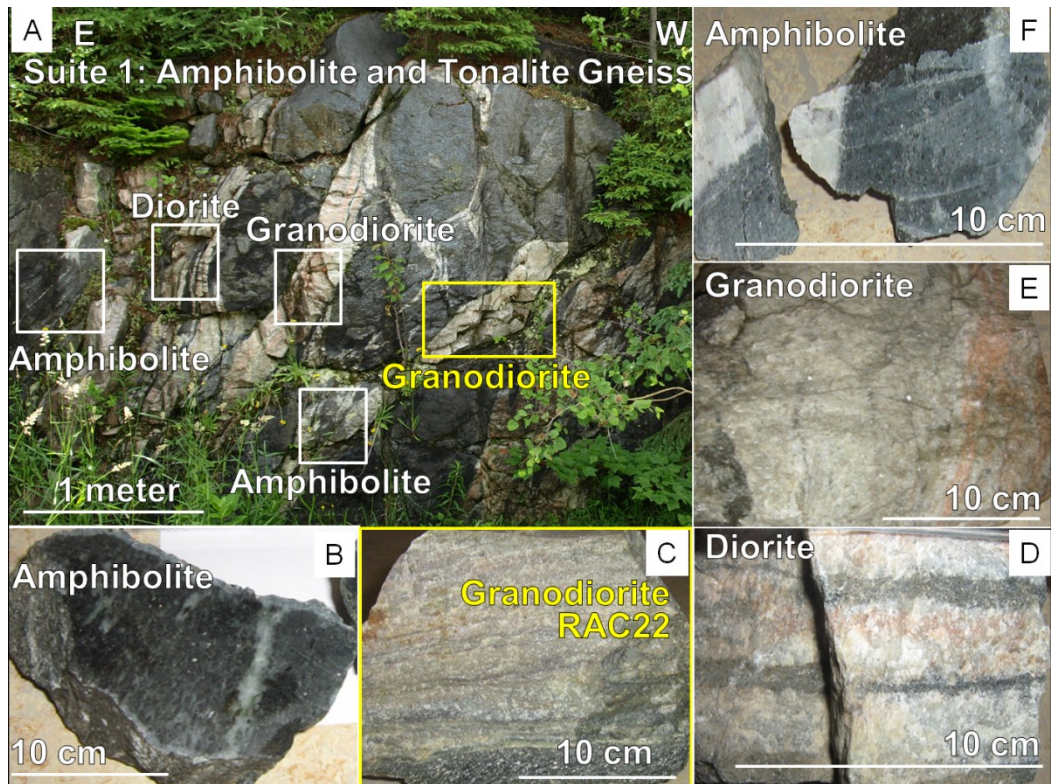 A E W
Suite 1: Amphibolite and Tonalite Gneiss
Diorite
Granodiorite
Amphibolite
Granodiorite
Amphibolite
1 meter
Amphibolite F
10 cm
Granodiorite E
10 cm
Amphibolite B
10 cm
C
Granodiorite
RAC22
10 cm
Diorite D
10 cm